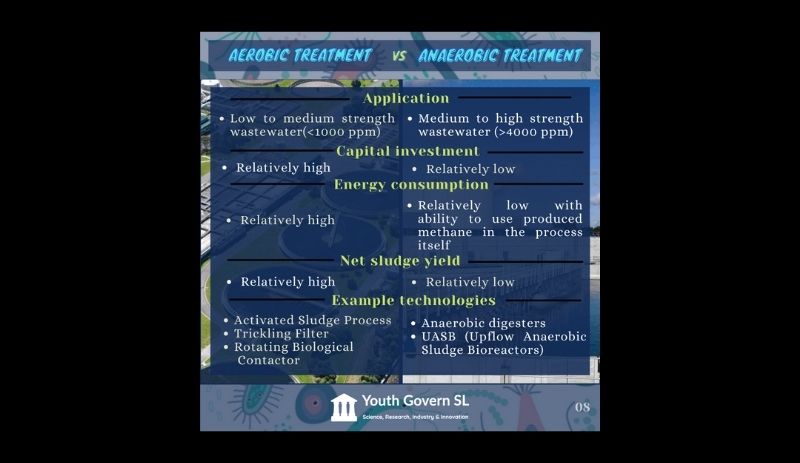 AEROBIC TREATMENT VS ANAEROBIC TREATMENT
Application
• Low to medium strength
wastewater(<1000 ppm)
• Medium to high strength
wastewater (>4000 ppm)
Capital investment
• Relatively high
• Relatively low
Energy consumption
• Relatively high
• Relatively low with
ability to use produced
methane in the process
itself
Net sludge yield
• Relatively high
• Relatively low
Example technologies
• Activated Sludge Process
• Trickling Filter
• Rotating Biological
Contactor
• Anaerobic digesters
• UASB (Upflow Anaerobic
Sludge Bioreactors)
Youth Govern SL
Science, Research, Industry & Innovation
08